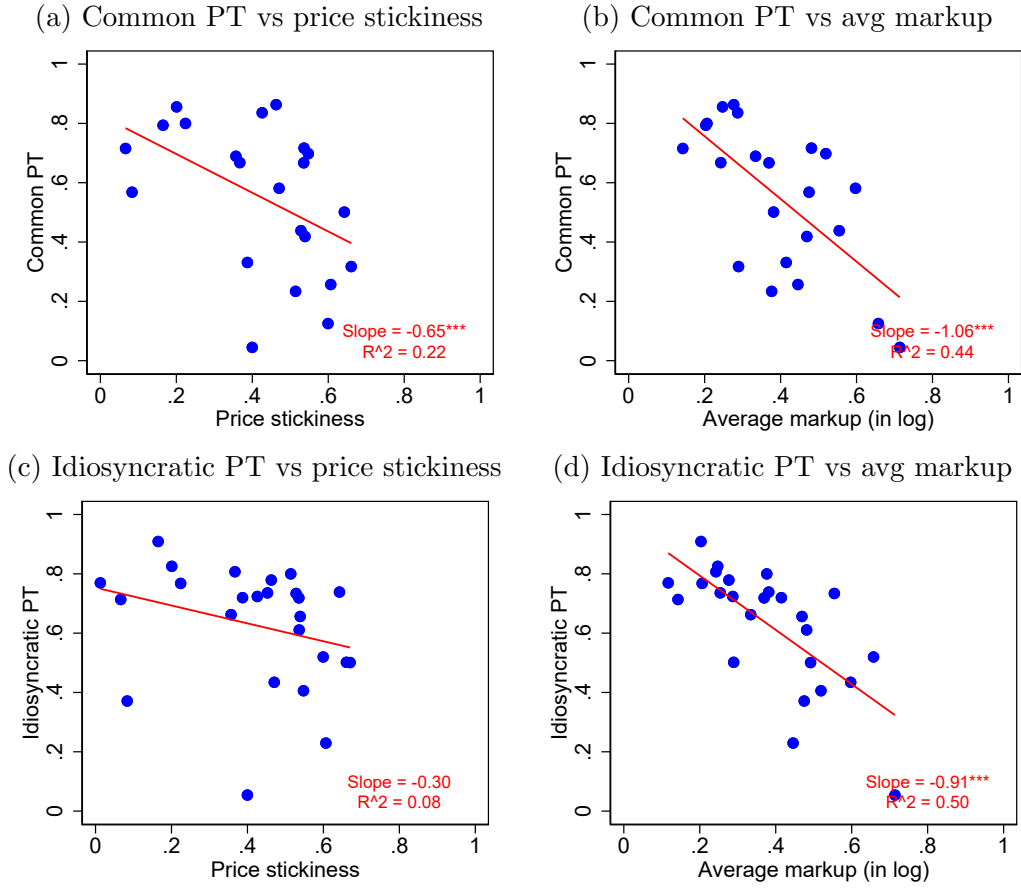 (a) Common PT vs price stickiness
Common PT
1
.8
.6
.4
.2
0
Slope = -0.65***
R^2 = 0.22
0 .2 .4 .6 .8 1
Price stickiness
(b) Common PT vs avg markup
Common PT
1
.8
.6
.4
.2
0
Slope = -1.06***
R^2 = 0.44
0 .2 .4 .6 .8 1
Average markup (in log)
(c) Idiosyncratic PT vs price stickiness
Idiosyncratic PT
1
.8
.6
.4
.2
0
Slope = -0.30
R^2 = 0.08
0 .2 .4 .6 .8 1
Price stickiness
(d) Idiosyncratic PT vs avg markup
Idiosyncratic PT
1
.8
.6
.4
.2
0
Slope = -0.91***
R^2 = 0.50
0 .2 .4 .6 .8 1
Average markup (in log)